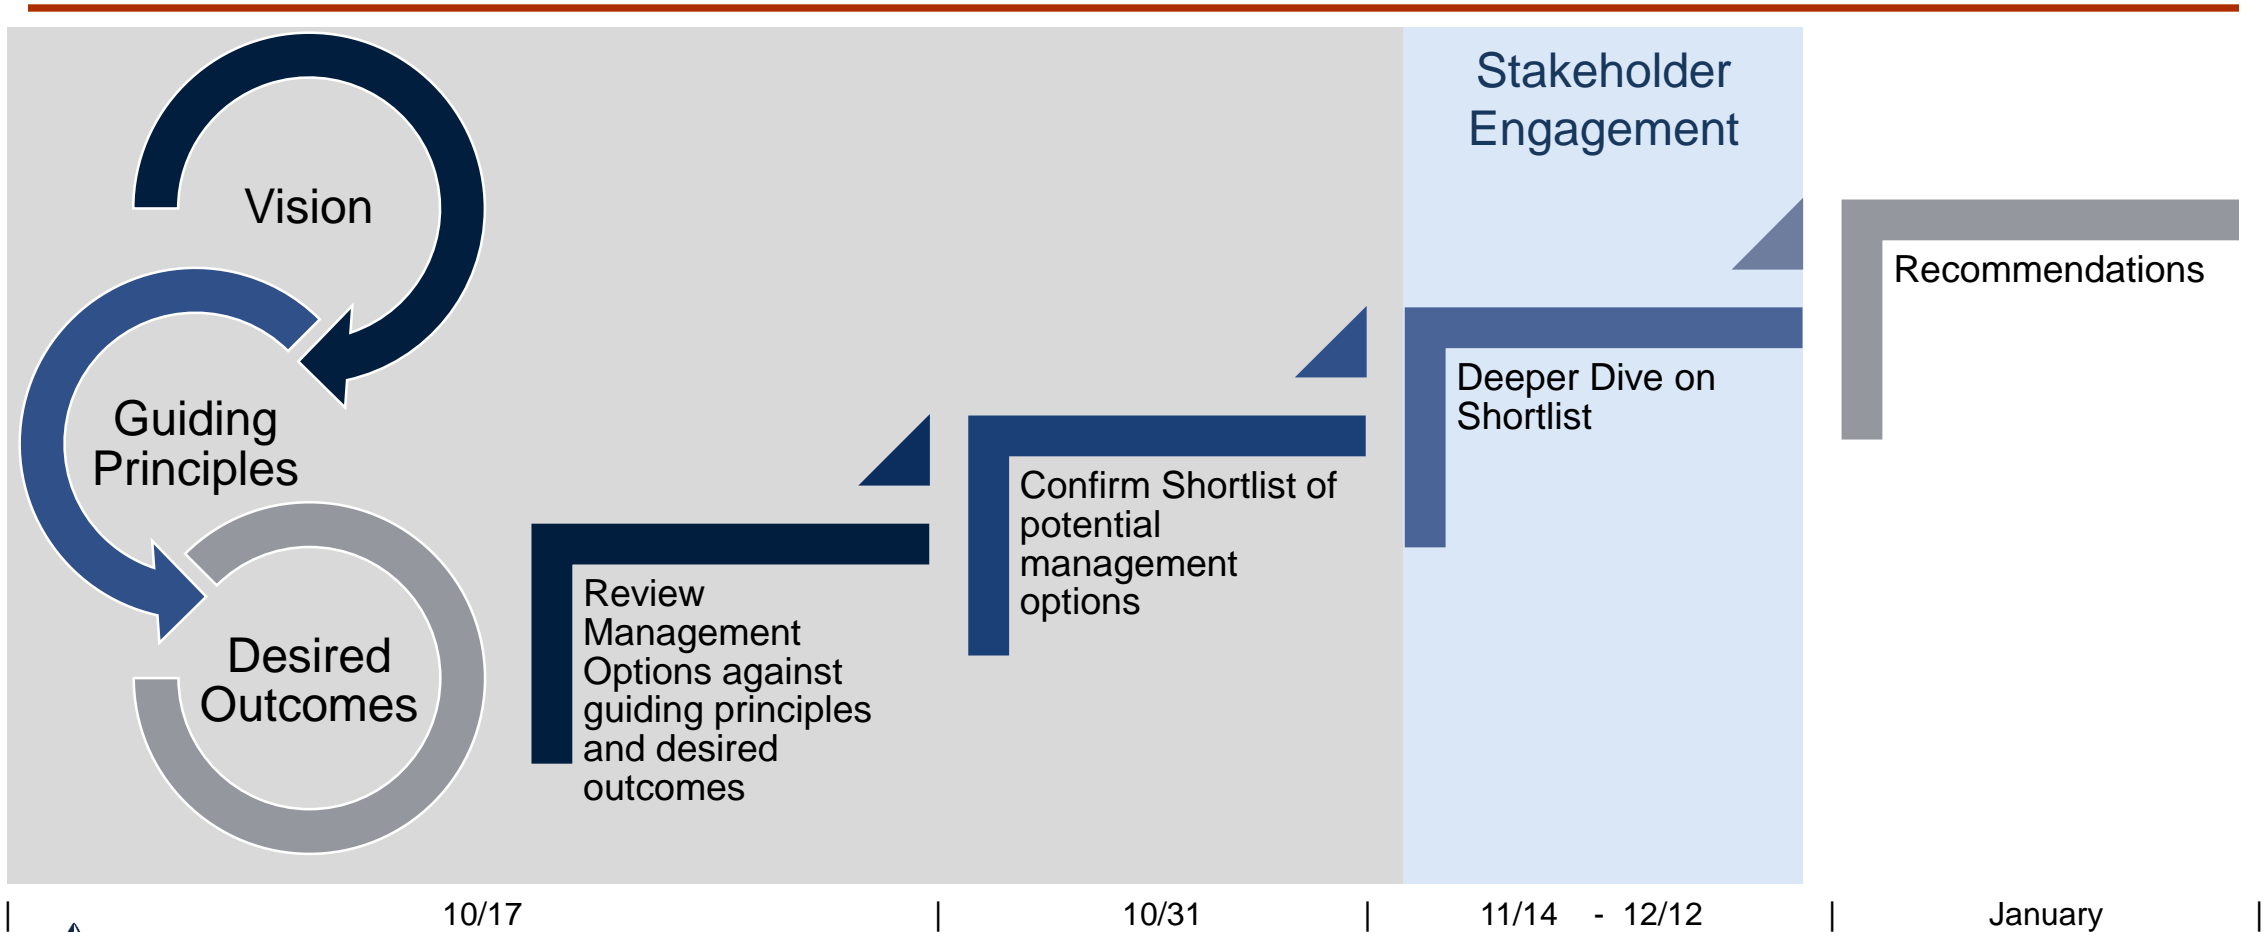 Stakeholder
Engagement
Vision
Guiding
Principles
Desired
Outcomes
Review
Management
Options against
guiding principles
and desired
outcomes
Confirm Shortlist of
potential
management
options
Deeper Dive on
Shortlist
Recommendations
| 10/17 | 10/31 | 11/14 - 12/12 | January |